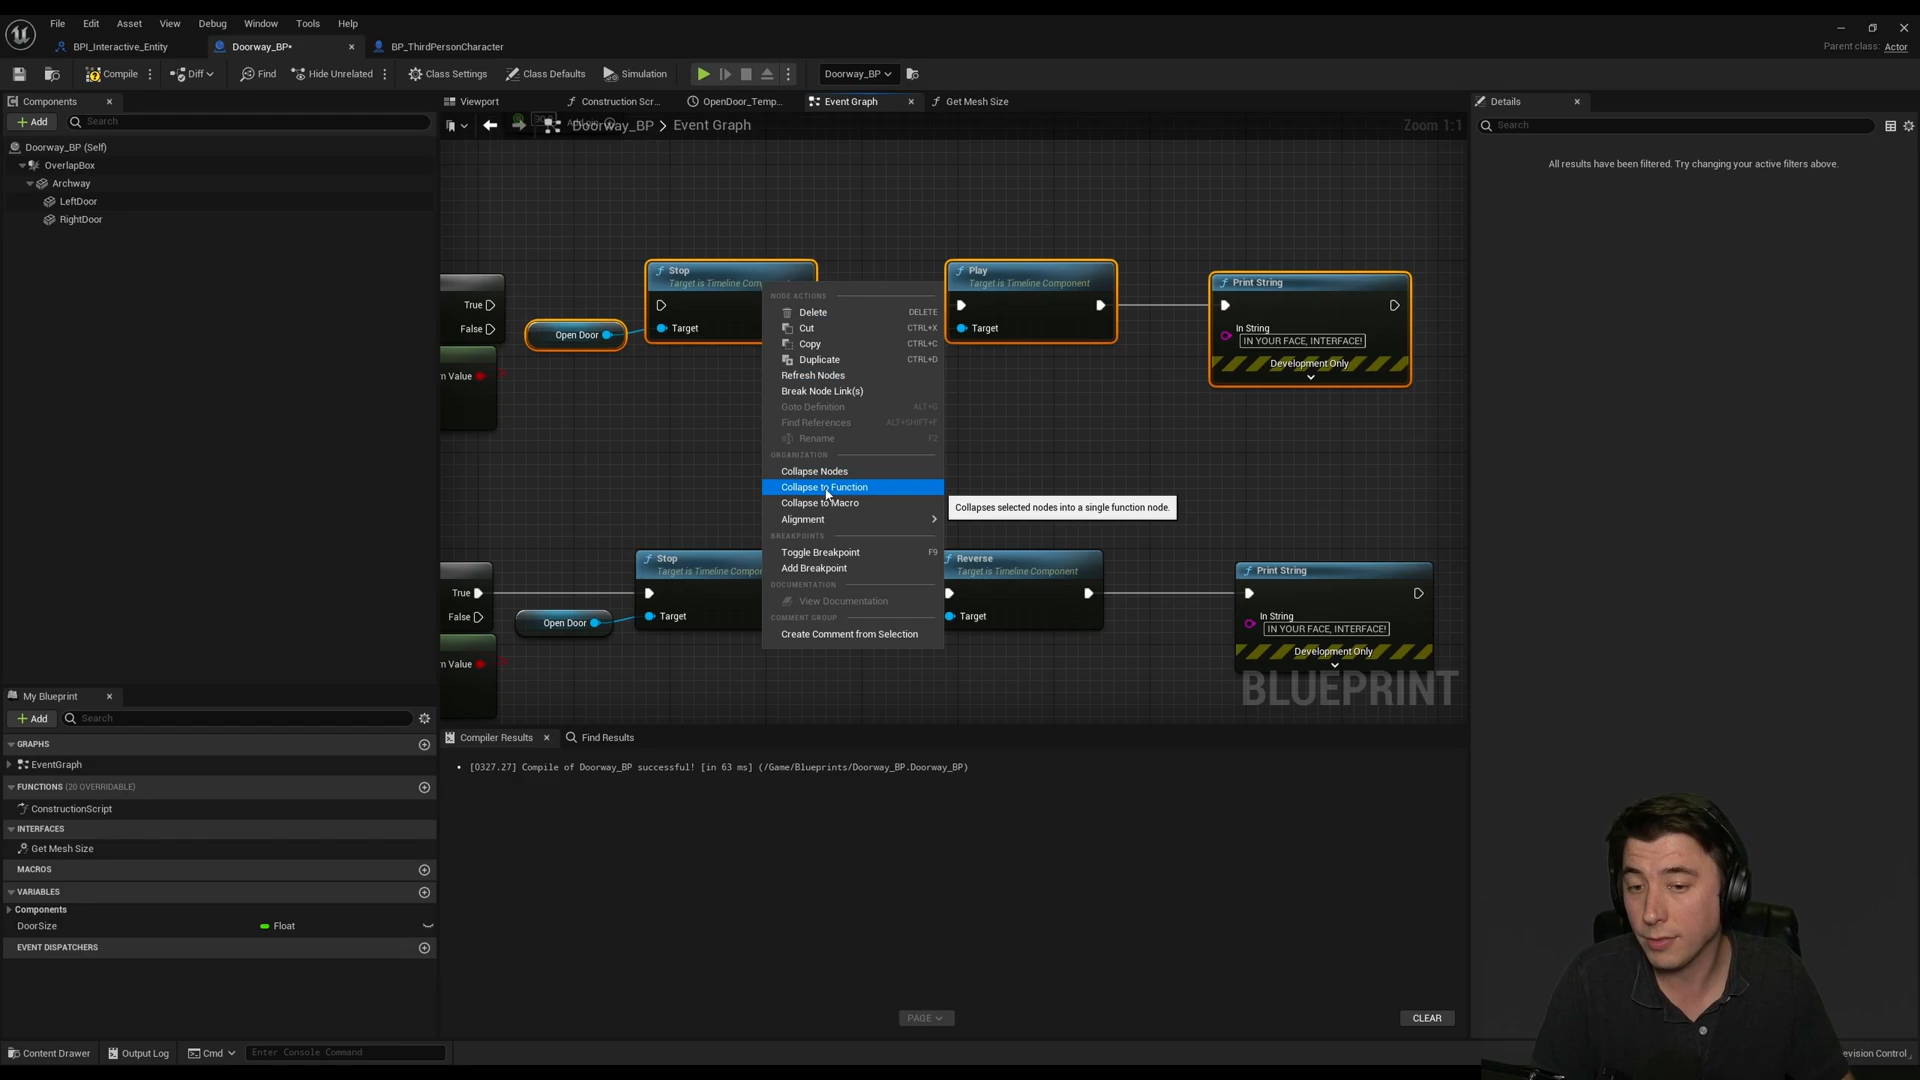 File Edit Asset View Debug Window Tools Help
BPI_Interactive_Entity
Doorway_BP*
BP_ThirdPersonCharacter
Parent class: Actor
Compile
Diff
Find
Hide Unrelated
Class Settings
Class Defaults
Simulation
Doorway_BP
Components
Add
Search
Doorway_BP (Self)
OverlapBox
Archway
LeftDoor
RightDoor
Viewport
Construction Scr...
OpenDoor_Temp...
Event Graph
Get Mesh Size
Doorway_BP > Event Graph
Zoom 1:1
Details
Search
All results have been filtered. Try changing your active filters above.
True
False
n Value
Open Door
Stop
Target is Timeline Com
Target
Play
Target is Timeline Component
Target
Print String
In String
IN YOUR FACE, INTERFACE!
Development Only
NODE ACTIONS
Delete DELETE
Cut CTRL+X
Copy CTRL+C
Duplicate CTRL+D
Refresh Nodes
Break Node Link(s)
Goto Definition ALT+G
Find References ALT+SHIFT+F
Rename F2
ORGANIZATION
Collapse Nodes
Collapse to Function
Collapse to Macro
Alignment
BREAKPOINTS
Toggle Breakpoint F9
Add Breakpoint
DOCUMENTATION
View Documentation
COMMENT GROUP
Create Comment from Selection
Collapses selected nodes into a single function node.
True
False
n Value
Open Door
Stop
Target is Timeline Compor
Target
Reverse
Target is Timeline Component
Target
Print String
In String
IN YOUR FACE, INTERFACE!
Development Only
BLUEPRINT
My Blueprint
Add
Search
GRAPHS
EventGraph
FUNCTIONS (20 OVERRIDABLE)
ConstructionScript
INTERFACES
Get Mesh Size
MACROS
VARIABLES
Components
DoorSize Float
EVENT DISPATCHERS
Compiler Results
Find Results
[0327.27] Compile of Doorway_BP successful! [in 63 ms] (/Game/Blueprints/Doorway_BP.Doorway_BP)
PAGE
CLEAR
Content Drawer
Output Log
Cmd
Enter Console Command
evision Control